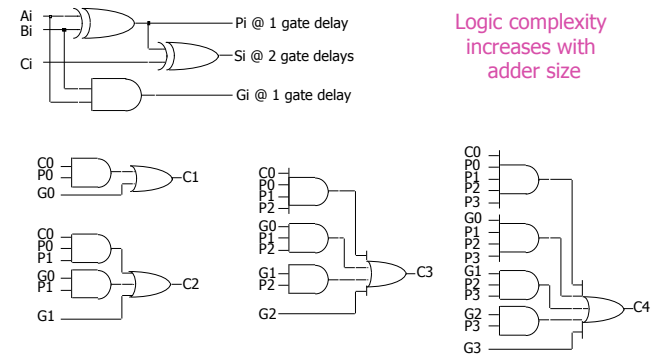 Ai
Bi
Ci
Pi @ 1 gate delay
Si @ 2 gate delays
Gi @ 1 gate delay
Logic complexity
increases with
adder size
C0
P0
G0
C1
C0
P0
P1
G0
P1
G1
C2
C0
P0
P1
P2
G0
P1
P2
G1
P2
G2
C3
C0
P0
P1
P2
P3
G0
P1
P2
P3
G1
P2
P3
G2
P3
G3
C4